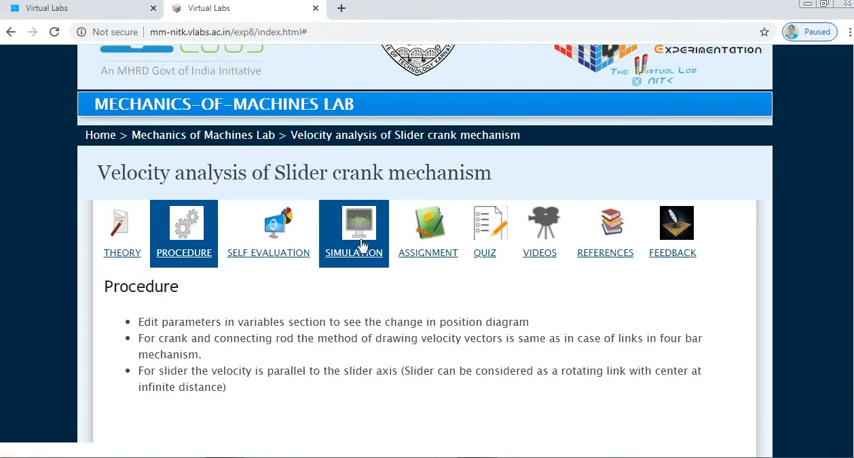 Virtual Labs
Virtual Labs
Not secure | mm-nitk.vlabs.ac.in/exp8/index.html#
Paused
An MHRD Govt of India Initiative
EXPERIMENTATION
THE VIRTUAL LAB
@ NITK
MECHANICS-OF-MACHINES LAB
Home > Mechanics of Machines Lab > Velocity analysis of Slider crank mechanism
Velocity analysis of Slider crank mechanism
THEORY PROCEDURE SELF EVALUATION SIMULATION ASSIGNMENT QUIZ VIDEOS REFERENCES FEEDBACK
Procedure
• Edit parameters in variables section to see the change in position diagram
• For crank and connecting rod the method of drawing velocity vectors is same as in case of links in four bar
mechanism.
• For slider the velocity is parallel to the slider axis (Slider can be considered as a rotating link with center at
infinite distance)